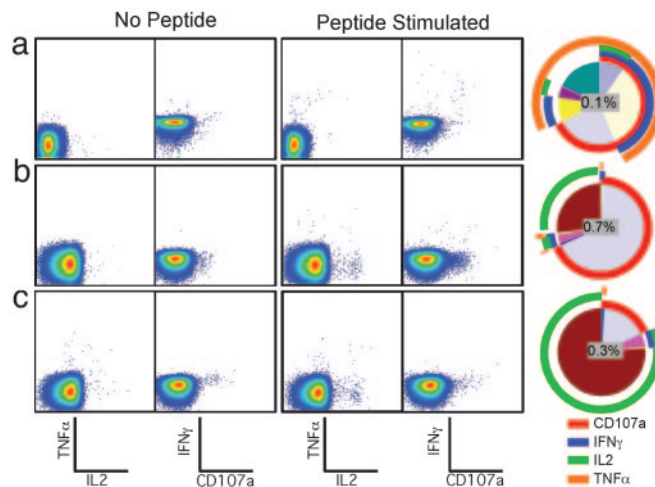 No Peptide
Peptide Stimulated
a
0.1%
b
0.7%
c
0.3%
TNFα
IL2
IFNγ
CD107a
TNFα
IL2
IFNγ
CD107a
CD107a
IFNγ
IL2
TNFα